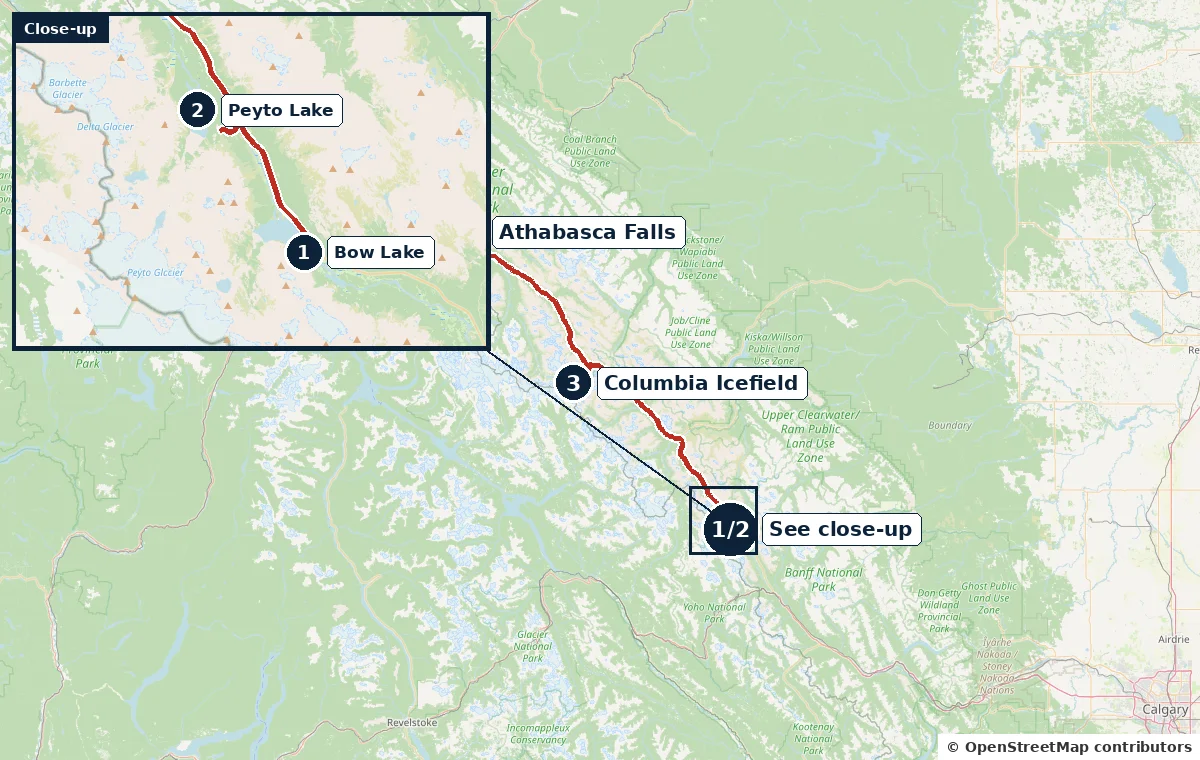 Close-up
Barbette
Glacier
Delta Glacier
2
Peyto Lake
1
Bow Lake
Peyto Glacier
Coal Branch
Public Land
Use Zone
Athabasca Falls
Wapiabi
Public Land
Use Zone
Job/Cline
Public Land
Use Zone
Kiska/Willson
Public Land
Use Zone
Park
3
Columbia Icefield
Upper Clearwater/
Ram Public
Land Use
Zone
Boundary
1/2
See close-up
Banff National
Park
Ghost Public
Land Use
Zone
Don Getty
Wildland
Provincial
Park
Yoho National
Park
Glacier
National
Park
Iyāhe
Nakoda /
Stoney
Nakoda
Nations
Airdrie
Calgary
Revelstoke
Incomappleux
Conservancy
Kootenay
National
Park
© OpenStreetMap contributors